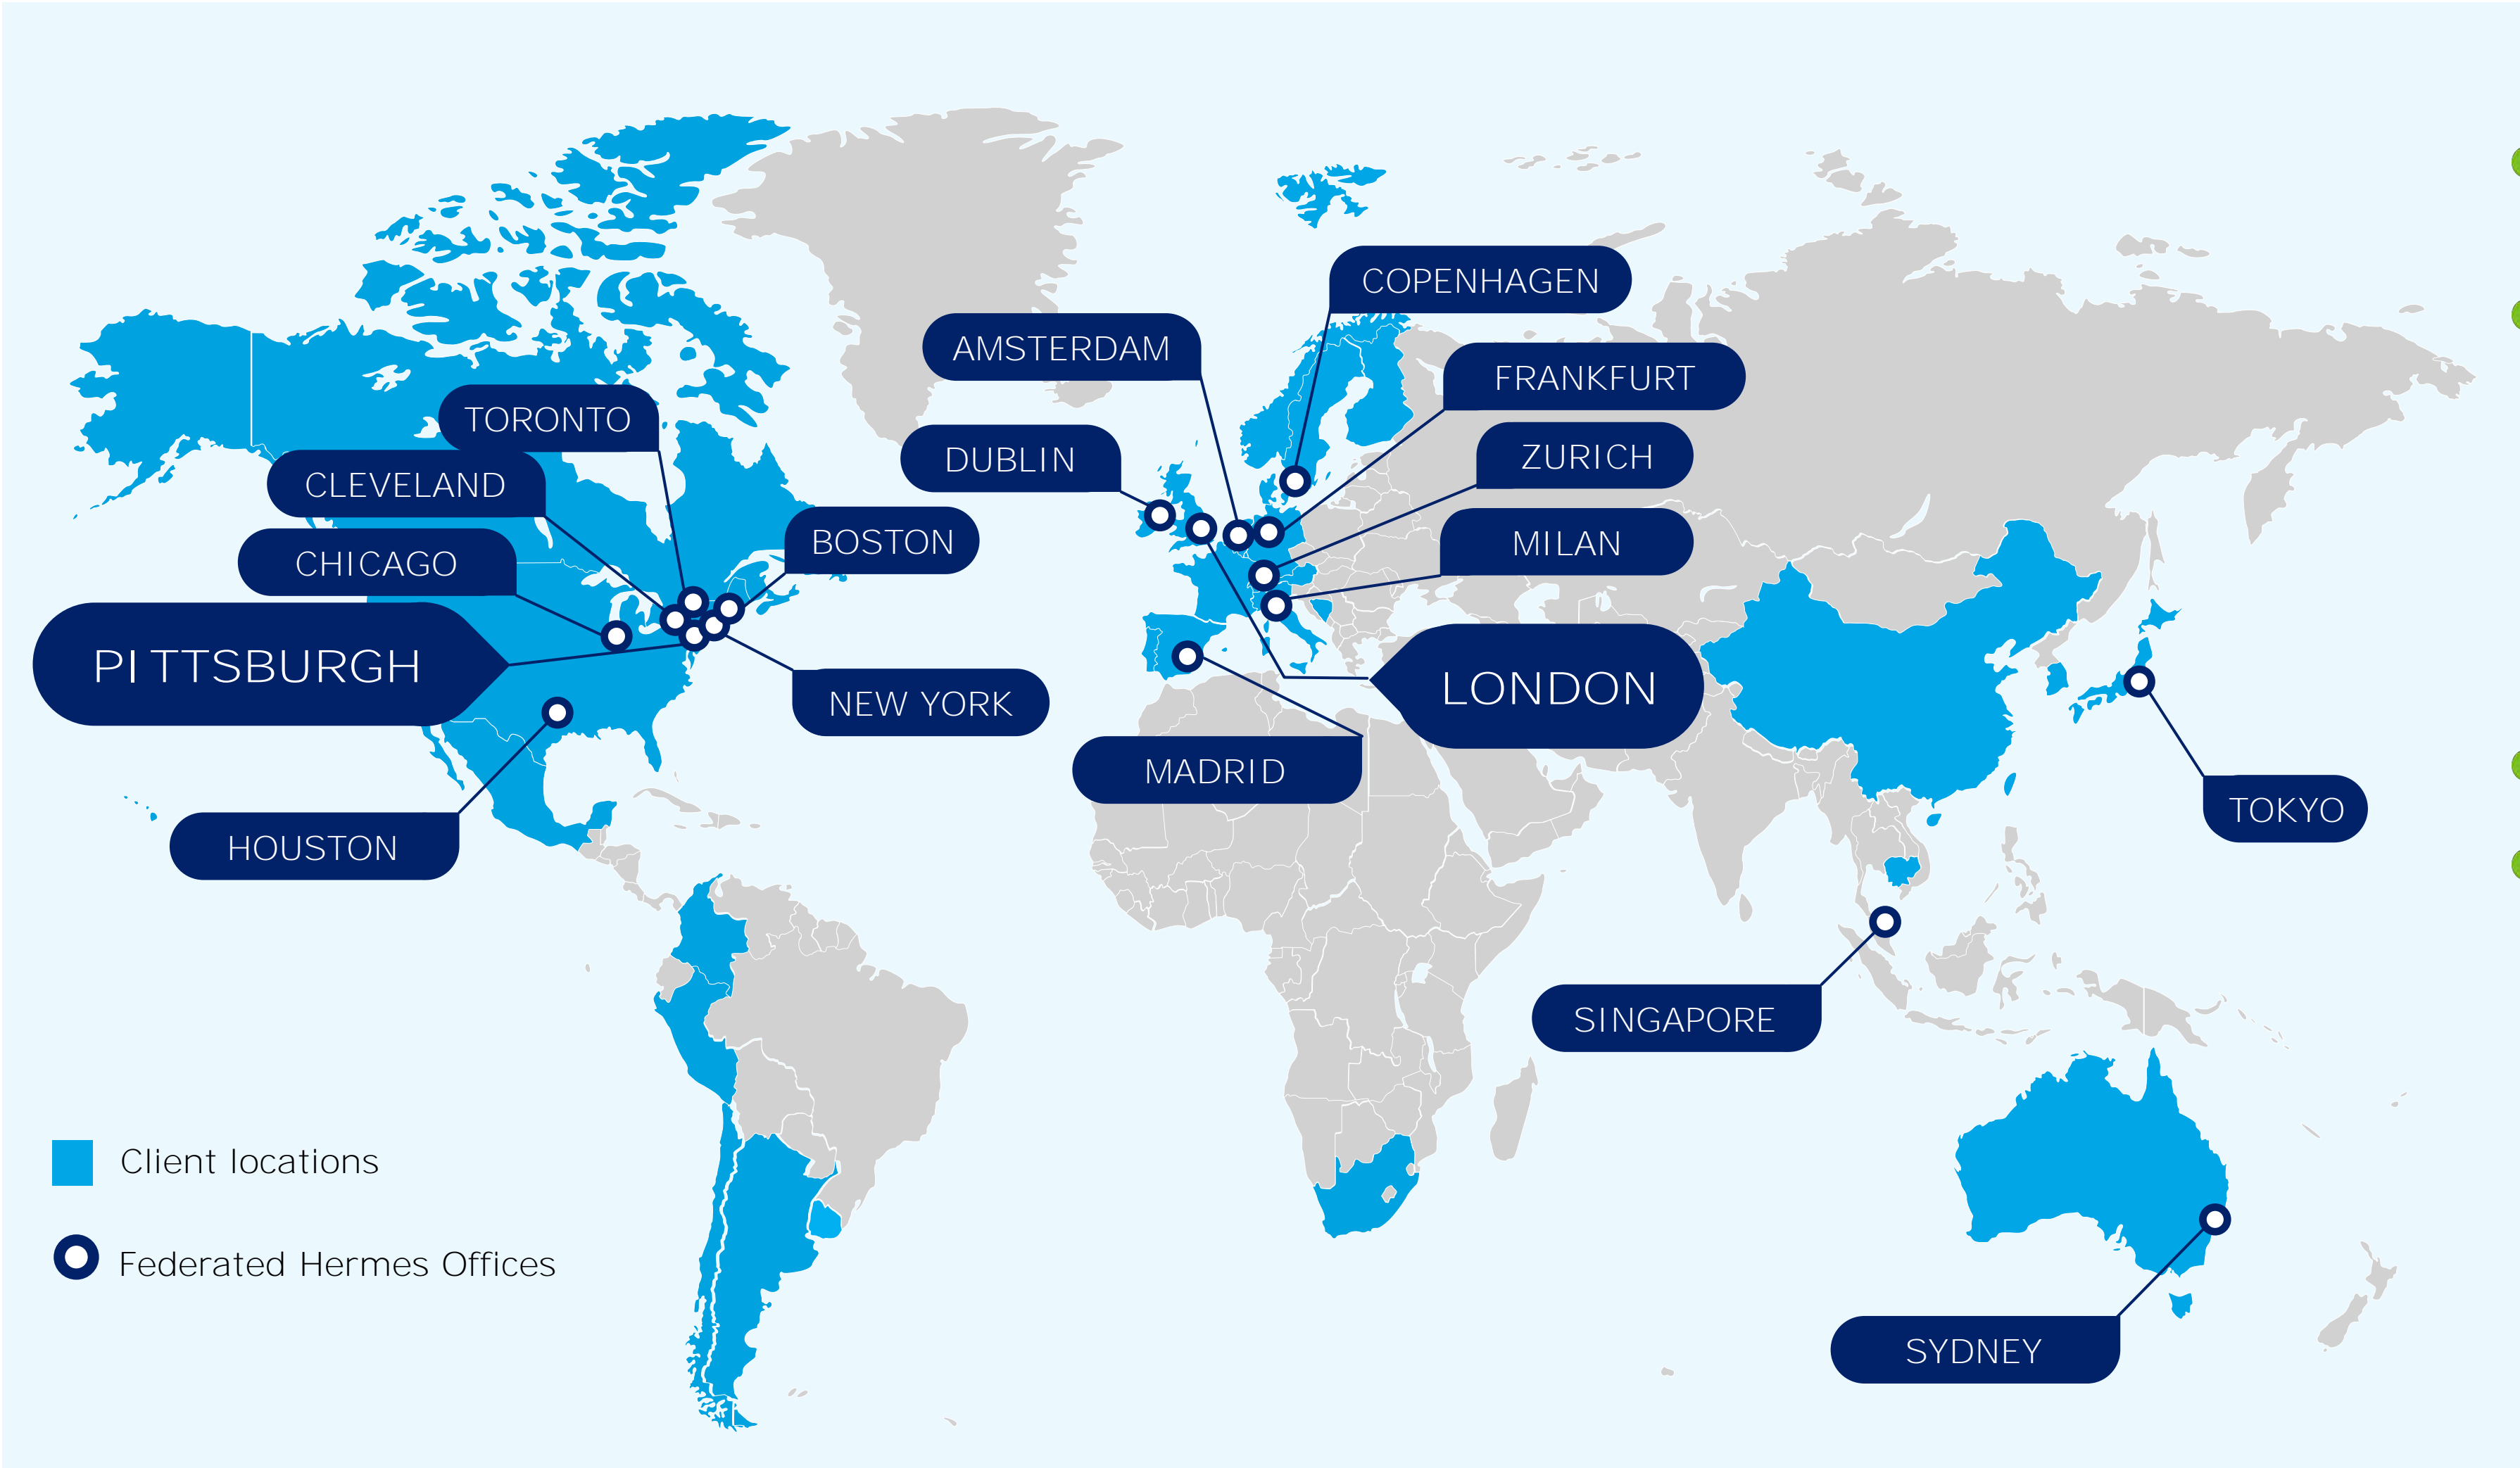 COPENHAGEN
AMSTERDAM
FRANKFURT
TORONTO
DUBLIN
ZURICH
CLEVELAND
BOSTON
MILAN
CHICAGO
PITTSBURGH
LONDON
NEW YORK
MADRID
TOKYO
HOUSTON
SINGAPORE
Client locations
Federated Hermes Offices
SYDNEY